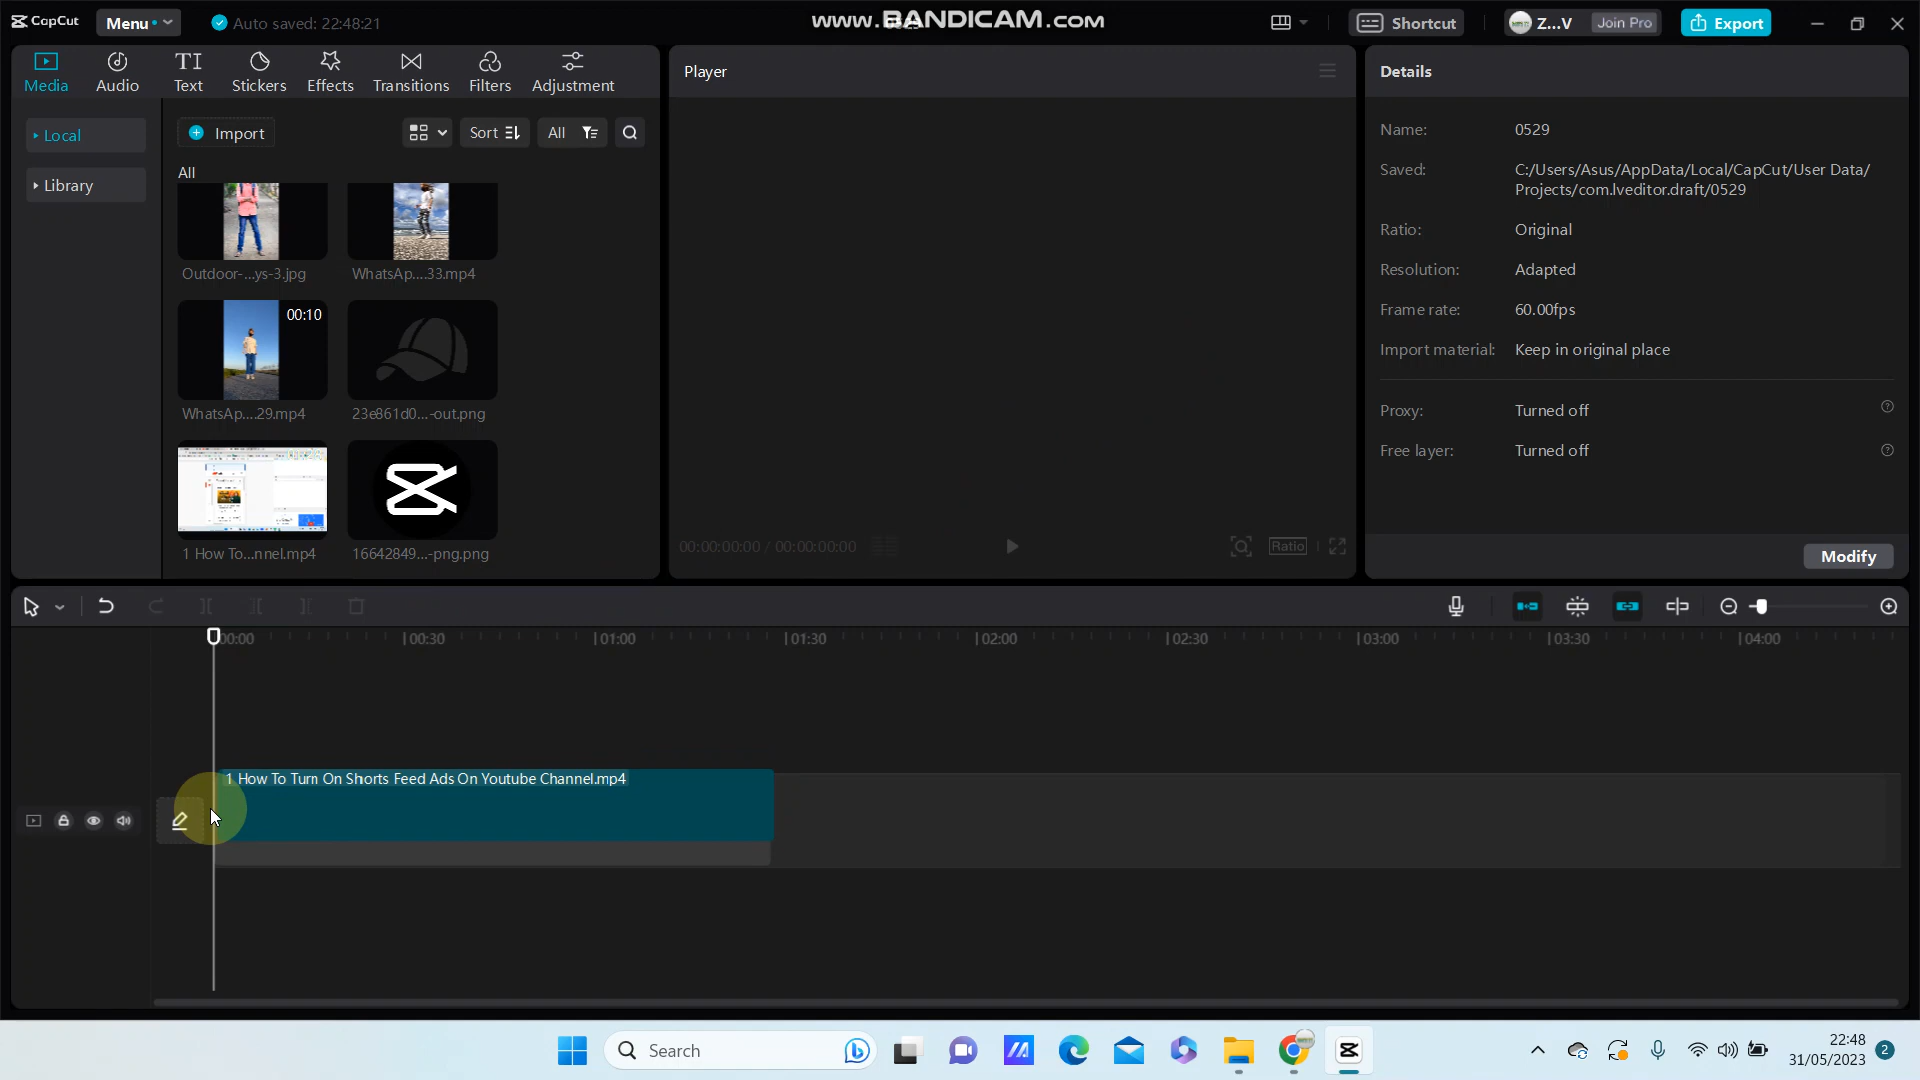 CapCut
Menu
Auto saved: 22:48:21
www.BANDICAM.com
Shortcut
Z...V
Join Pro
Export
Media
Audio
Text
Stickers
Effects
Transitions
Filters
Adjustment
Player
Details
Local
Library
Import
Sort
All
All
Outdoor-...ys-3.jpg
WhatsAp....33.mp4
00:10
WhatsAp....29.mp4
23e861d0...-out.png
1 How To...nnel.mp4
16642849...-png.png
00:00:00:00 / 00:00:00:00
Ratio
Name: 0529
Saved: C:/Users/Asus/AppData/Local/CapCut/User Data/
Projects/com.lveditor.draft/0529
Ratio: Original
Resolution: Adapted
Frame rate: 60.00fps
Import material: Keep in original place
Proxy: Turned off
Free layer: Turned off
Modify
00:00
00:30
01:00
01:30
02:00
02:30
03:00
03:30
04:00
1 How To Turn On Shorts Feed Ads On Youtube Channel.mp4
Search
22:48
31/05/2023
2